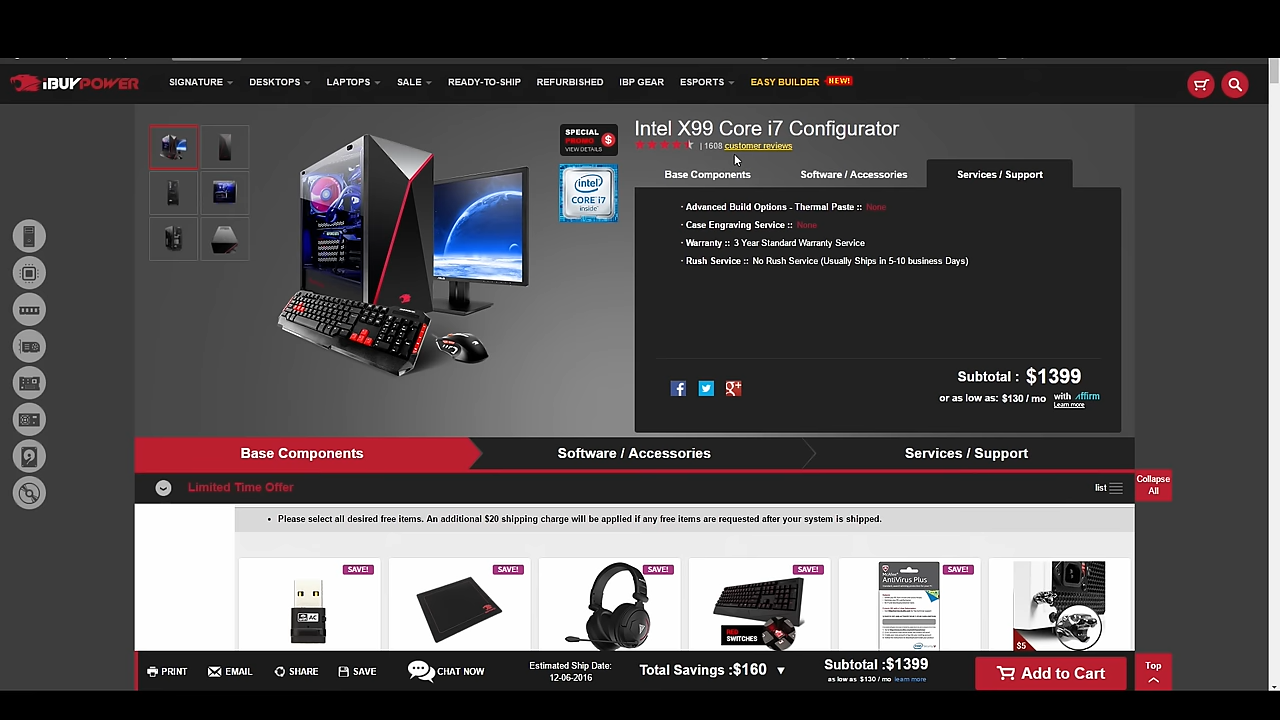 iBUYPOWER
SIGNATURE DESKTOPS LAPTOPS SALE READY-TO-SHIP REFURBISHED IBP GEAR ESPORTS EASY BUILDER NEW!
SPECIAL
PROMO $
VIEW DETAILS
intel
CORE i7
inside
Intel X99 Core i7 Configurator
| 1608 customer reviews
Base Components Software / Accessories Services / Support
· Advanced Build Options - Thermal Paste :: None
· Case Engraving Service :: None
· Warranty :: 3 Year Standard Warranty Service
· Rush Service :: No Rush Service (Usually Ships in 5-10 business Days)
Subtotal : $1399
or as low as: $130 / mo with affirm
Learn more
Base Components Software / Accessories Services / Support
Limited Time Offer
list
Collapse
All
• Please select all desired free items. An additional $20 shipping charge will be applied if any free items are requested after your system is shipped.
SAVE! SAVE! SAVE! SAVE! SAVE!
AC
McAfee
AntiVirus Plus
RED
SWITCHES
$5
PRINT EMAIL SHARE SAVE CHAT NOW
Estimated Ship Date:
12-06-2016
Total Savings :$160 ▼
Subtotal :$1399
as low as $130 / mo learn more
Add to Cart
Top